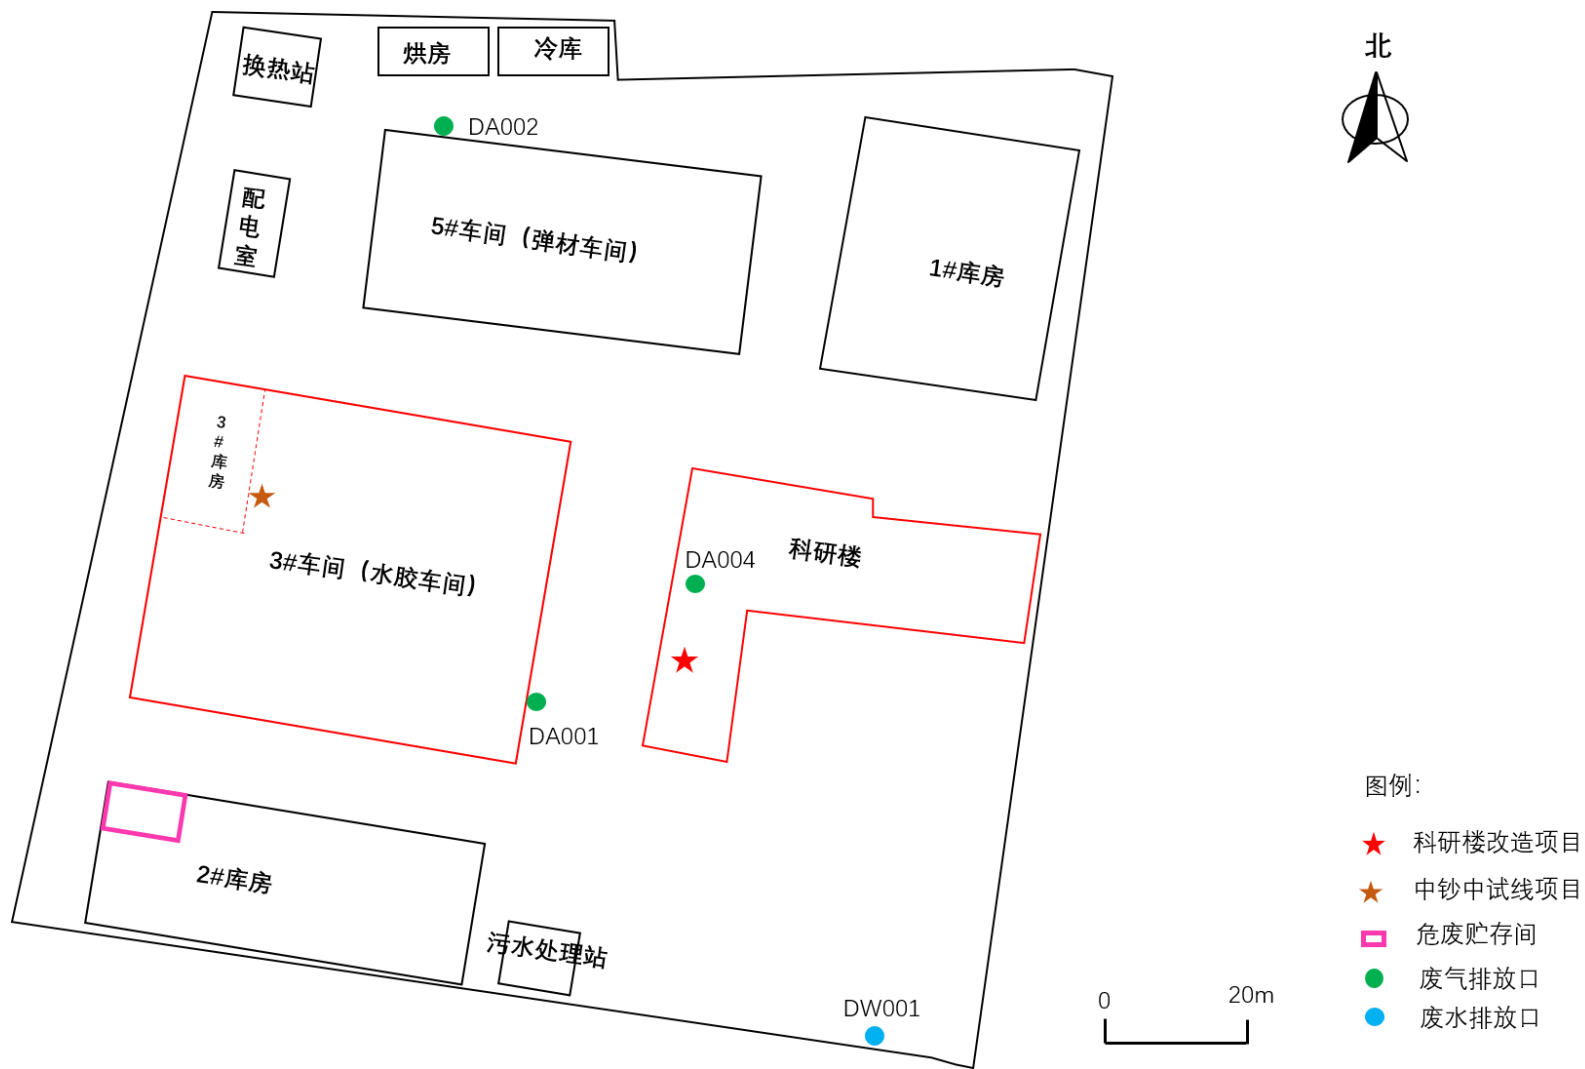 北
换热站
烘房
冷库
DA002
配电室
5#车间（弹材车间）
1#库房
3#库房
3#车间（水胶车间）
科研楼
DA004
DA001
2#库房
污水处理站
DW001
0
20m
图例：
科研楼改造项目
中钞中试线项目
危废贮存间
废气排放口
废水排放口